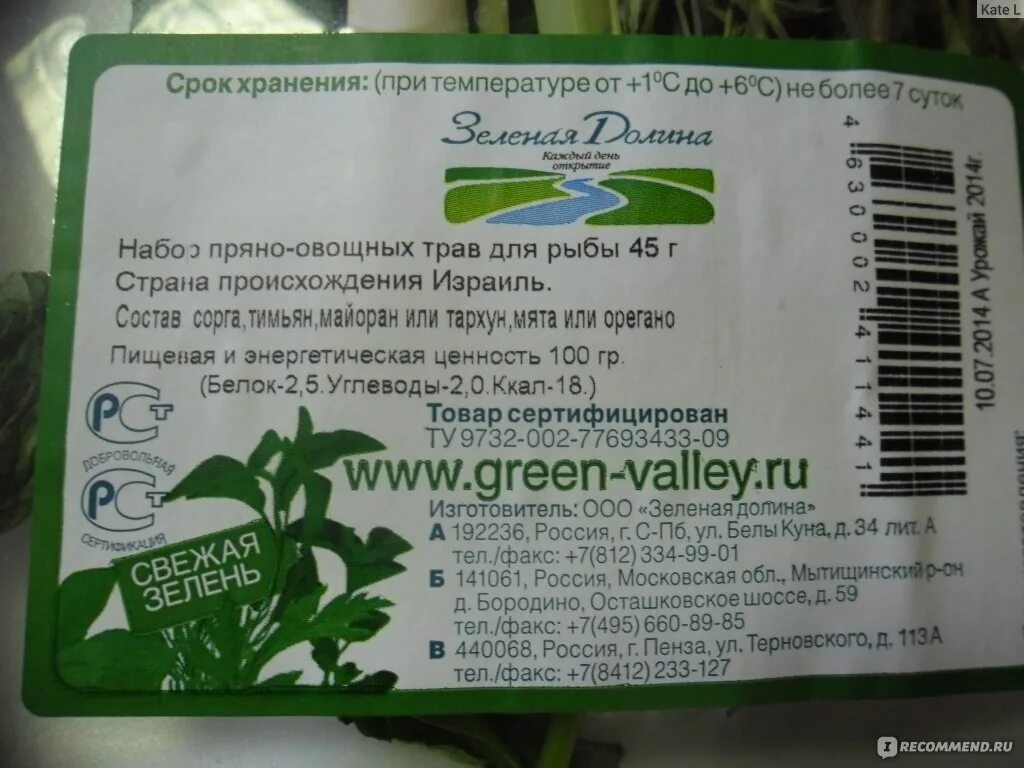 Kate L
Срок хранения: (при температуре от +1⁰С до +6⁰С) не более 7 суток
Зеленая Долина
Каждый день
открытие
Набор пряно-овощных трав для рыбы 45 г
Страна происхождения Израиль.
Состав сорга,тимьян,майоран или тархун,мята или орегано
Пищевая и энергетическая ценность 100 гр.
(Белок-2,5.Углеводы-2,0.Ккал-18.)
Товар сертифицирован
ТУ 9732-002-77693433-09
www.green-valley.ru
Изготовитель: ООО «Зеленая долина»
А 192236, Россия, г. С-Пб, ул. Белы Куна, д. 34 лит. А
тел./факс: +7(812) 334-99-01
Б 141061, Россия, Московская обл., Мытищинский р-он
д. Бородино, Осташковское шоссе, д. 59
тел./факс: +7(495) 660-89-85
В 440068, Россия, г. Пенза, ул. Терновского, д. 113А
тел./факс: +7(8412) 233-127
РСТ
ДОБРОВОЛЬНАЯ
РСТ
СЕРТИФИКАЦИЯ
СВЕЖАЯ
ЗЕЛЕНЬ
4 630002 411441
10.07.2014 А Урожай 2014г.
IRECOMMEND.RU